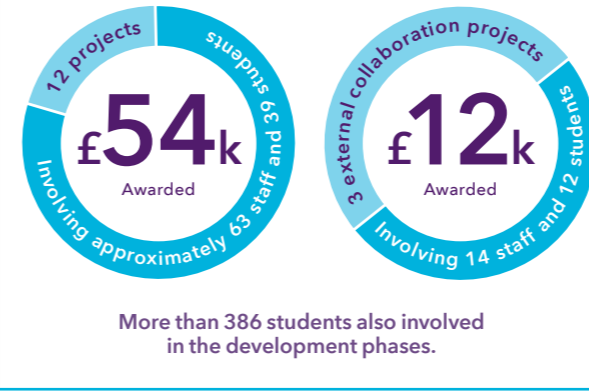 12 projects
£54k
Awarded
Involving approximately 63 staff and 39 students
3 external collaboration projects
£12k
Awarded
Involving 14 staff and 12 students
More than 386 students also involved
in the development phases.